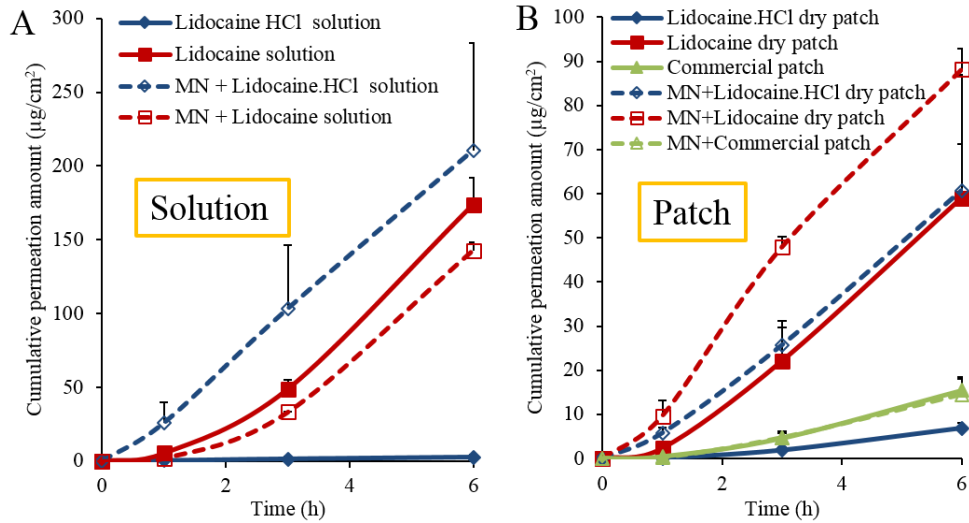 A
Lidocaine HCl solution
Lidocaine solution
MN + Lidocaine.HCl solution
MN + Lidocaine solution
Solution
Cumulative permeation amount (µg/cm²)
300
250
200
150
100
50
0
0
2
4
6
Time (h)
B
Lidocaine.HCl dry patch
Lidocaine dry patch
Commercial patch
MN+Lidocaine.HCl dry patch
MN+Lidocaine dry patch
MN+Commercial patch
Patch
Cumulative permeation amount (µg/cm²)
100
90
80
70
60
50
40
30
20
10
0
0
2
4
6
Time (h)